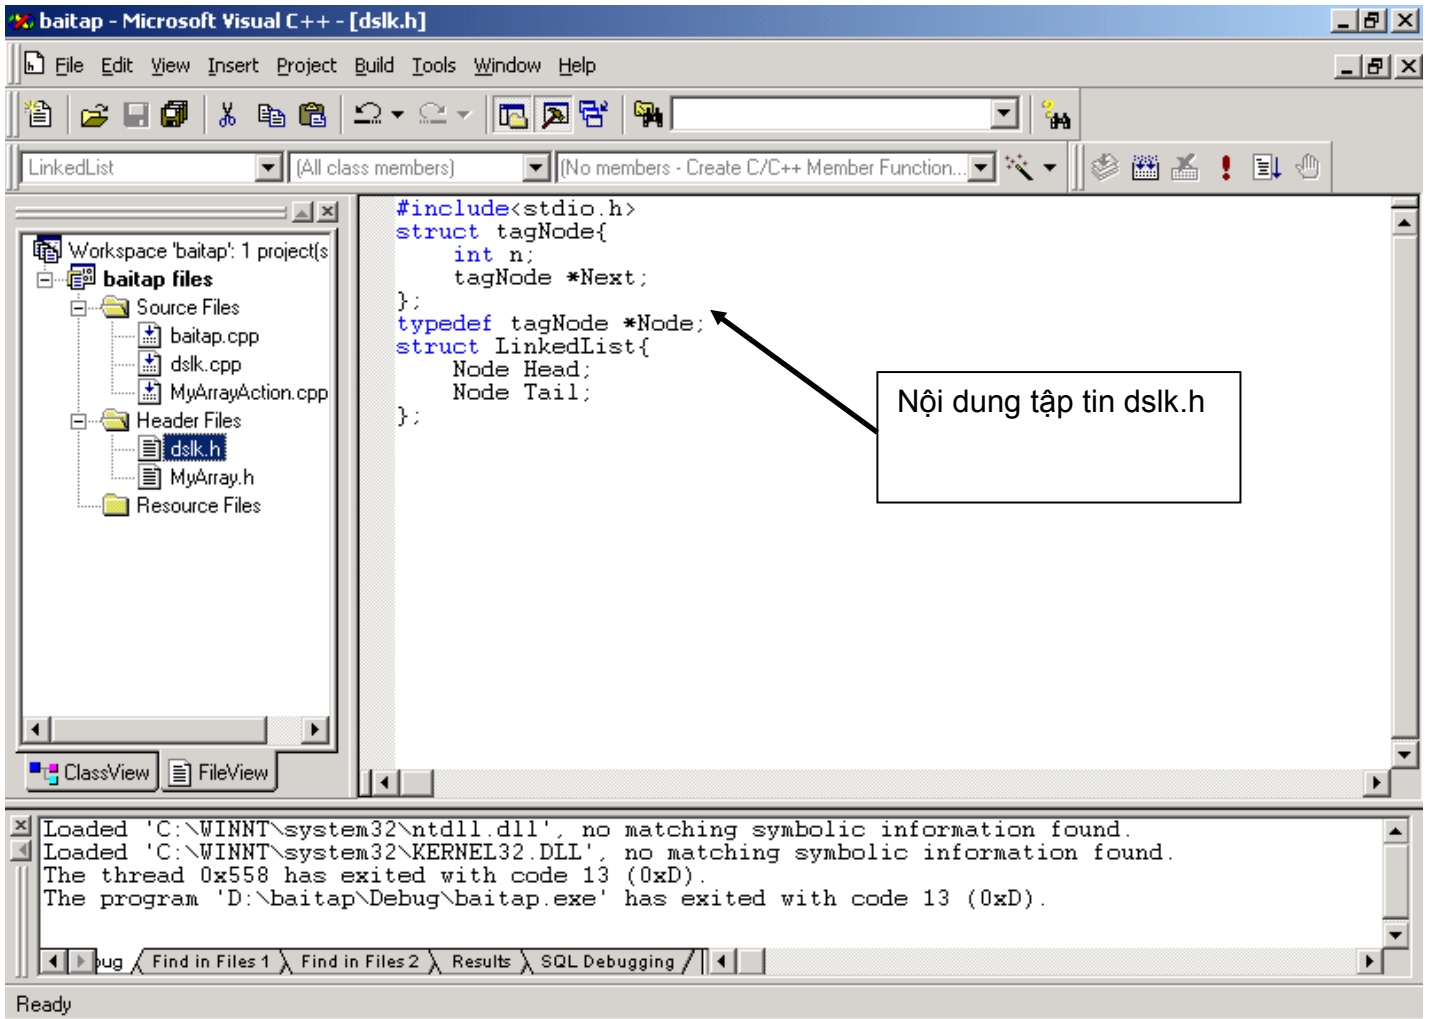 baitap - Microsoft Visual C++ - [dslk.h]
File Edit View Insert Project Build Tools Window Help
LinkedList
(All class members)
(No members - Create C/C++ Member Function...
Workspace 'baitap': 1 project(s
baitap files
Source Files
baitap.cpp
dslk.cpp
MyArrayAction.cpp
Header Files
dslk.h
MyArray.h
Resource Files
ClassView
FileView
#include<stdio.h>
struct tagNode{
int n;
tagNode *Next;
};
typedef tagNode *Node;
struct LinkedList{
Node Head;
Node Tail;
};
Nội dung tập tin dslk.h
Loaded 'C:\WINNT\system32\ntdll.dll', no matching symbolic information found.
Loaded 'C:\WINNT\system32\KERNEL32.DLL', no matching symbolic information found.
The thread 0x558 has exited with code 13 (0xD).
The program 'D:\baitap\Debug\baitap.exe' has exited with code 13 (0xD).
bug Find in Files 1 Find in Files 2 Results SQL Debugging
Ready